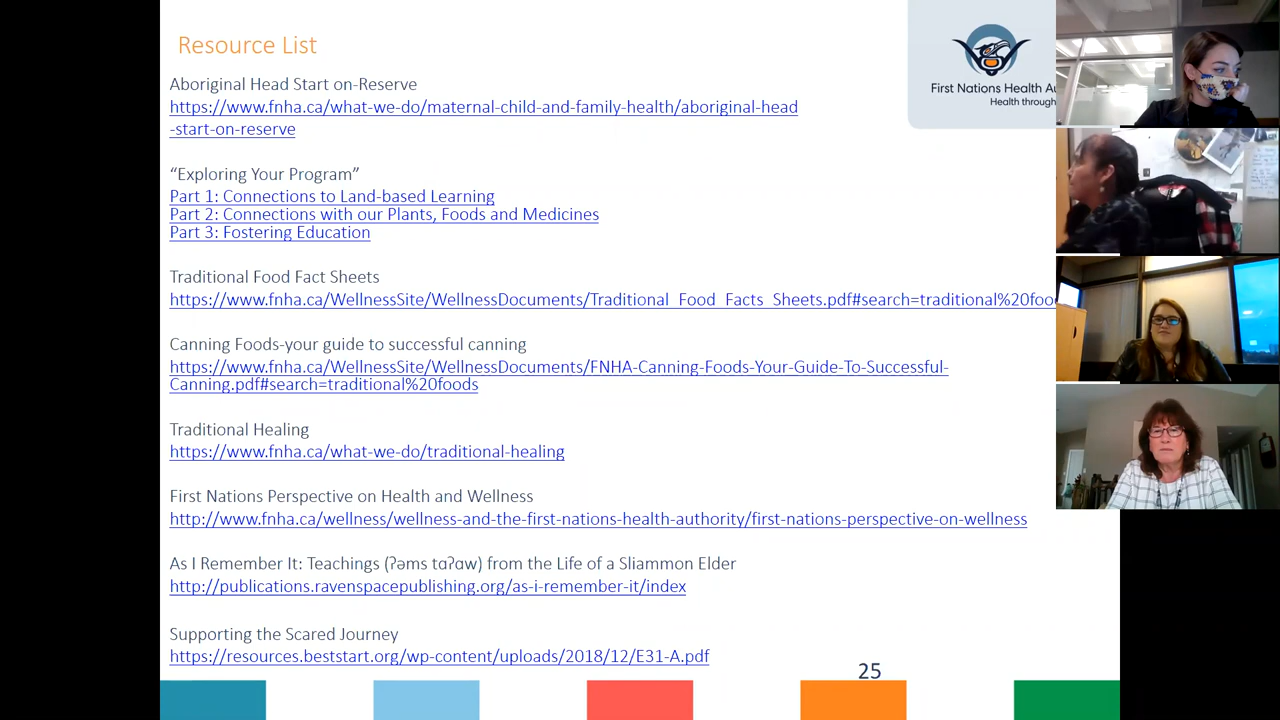 Resource List
First Nations Health Au
Health through
Aboriginal Head Start on-Reserve
https://www.fnha.ca/what-we-do/maternal-child-and-family-health/aboriginal-head
-start-on-reserve
“Exploring Your Program”
Part 1: Connections to Land-based Learning
Part 2: Connections with our Plants, Foods and Medicines
Part 3: Fostering Education
Traditional Food Fact Sheets
https://www.fnha.ca/WellnessSite/WellnessDocuments/Traditional_Food_Facts_Sheets.pdf#search=traditional%20foo
Canning Foods-your guide to successful canning
https://www.fnha.ca/WellnessSite/WellnessDocuments/FNHA-Canning-Foods-Your-Guide-To-Successful-
Canning.pdf#search=traditional%20foods
Traditional Healing
https://www.fnha.ca/what-we-do/traditional-healing
First Nations Perspective on Health and Wellness
http://www.fnha.ca/wellness/wellness-and-the-first-nations-health-authority/first-nations-perspective-on-wellness
As I Remember It: Teachings (ʔəms tɑʔɑw) from the Life of a Sliammon Elder
http://publications.ravenspacepublishing.org/as-i-remember-it/index
Supporting the Scared Journey
https://resources.beststart.org/wp-content/uploads/2018/12/E31-A.pdf
25